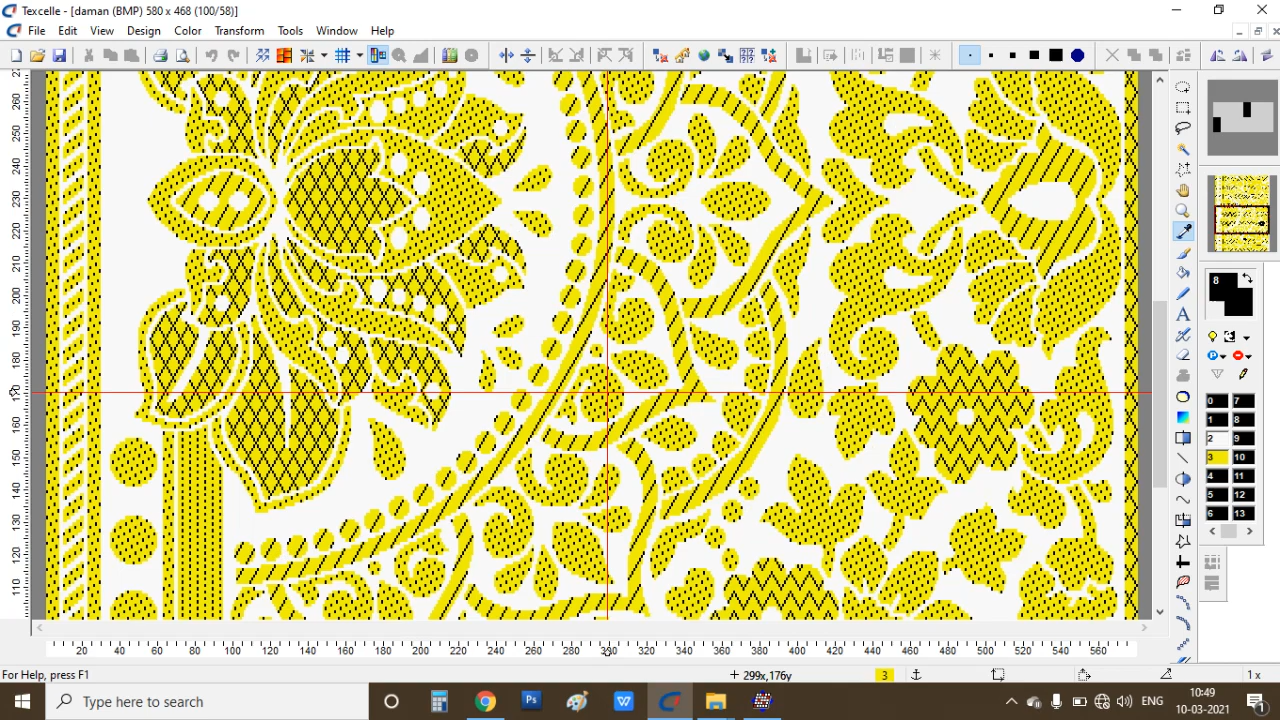 Texcelle - [daman (BMP) 580 x 468 (100/58)]
File Edit View Design Color Transform Tools Window Help
260
250
240
230
220
210
200
190
180
160
150
140
130
120
110
8
0 7
1 8
2 9
3 10
4 11
5 12
6 13
20 40 60 80 100 120 140 160 180 200 220 240 260 280 320 340 360 380 400 420 440 460 480 500 520 540 560
For Help, press F1
299x,176y
3
1 x
Type here to search
Ps
W
ENG
10:49
10-03-2021
1